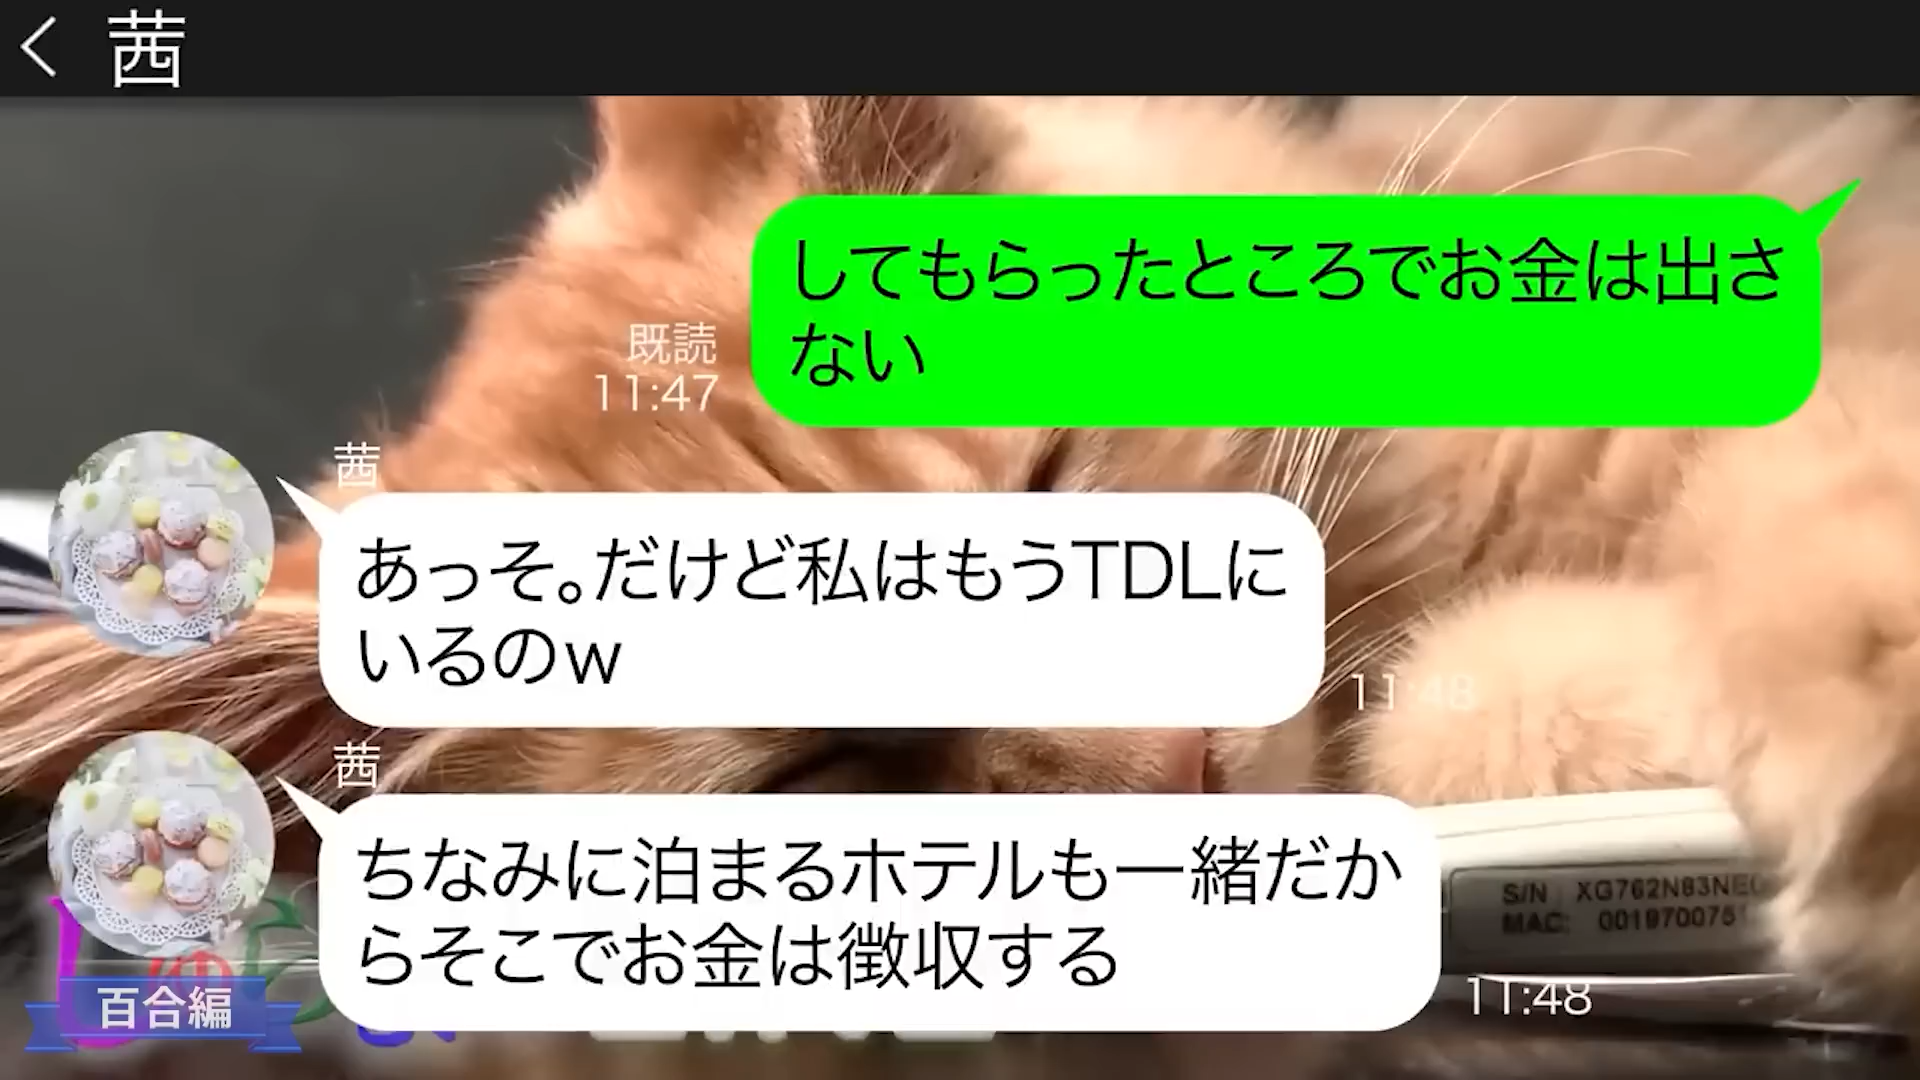 茜
してもらったところでお金は出さ
ない
既読
11:47
茜
あっそ。だけど私はもうTDLに
いるのｗ
11:48
茜
ちなみに泊まるホテルも一緒だか
らそこでお金は徴収する
11:48
S/N
MAC:
百合編